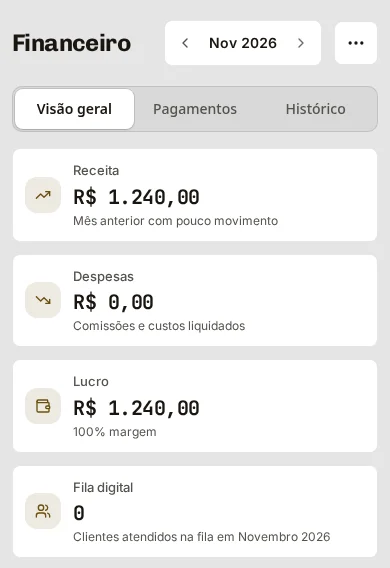 Financeiro
Nov 2026
Visão geral
Pagamentos
Histórico
Receita
R$ 1.240,00
Mês anterior com pouco movimento
Despesas
R$ 0,00
Comissões e custos liquidados
Lucro
R$ 1.240,00
100% margem
Fila digital
0
Clientes atendidos na fila em Novembro 2026